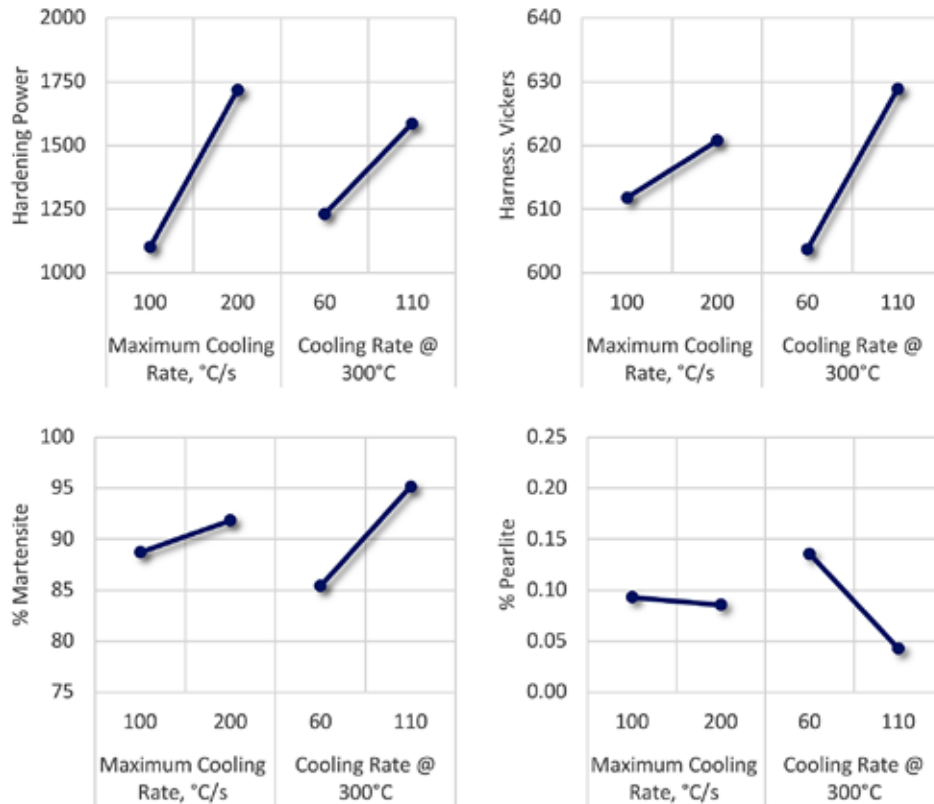 Hardening Power
2000
1750
1500
1250
1000
100 200 60 110
Maximum Cooling Rate, °C/s
Cooling Rate @ 300°C
Harness. Vickers
640
630
620
610
600
100 200 60 110
Maximum Cooling Rate, °C/s
Cooling Rate @ 300°C
% Martensite
100
95
90
85
80
75
100 200 60 110
Maximum Cooling Rate, °C/s
Cooling Rate @ 300°C
% Pearlite
0.25
0.20
0.15
0.10
0.05
0.00
100 200 60 110
Maximum Cooling Rate, °C/s
Cooling Rate @ 300°C